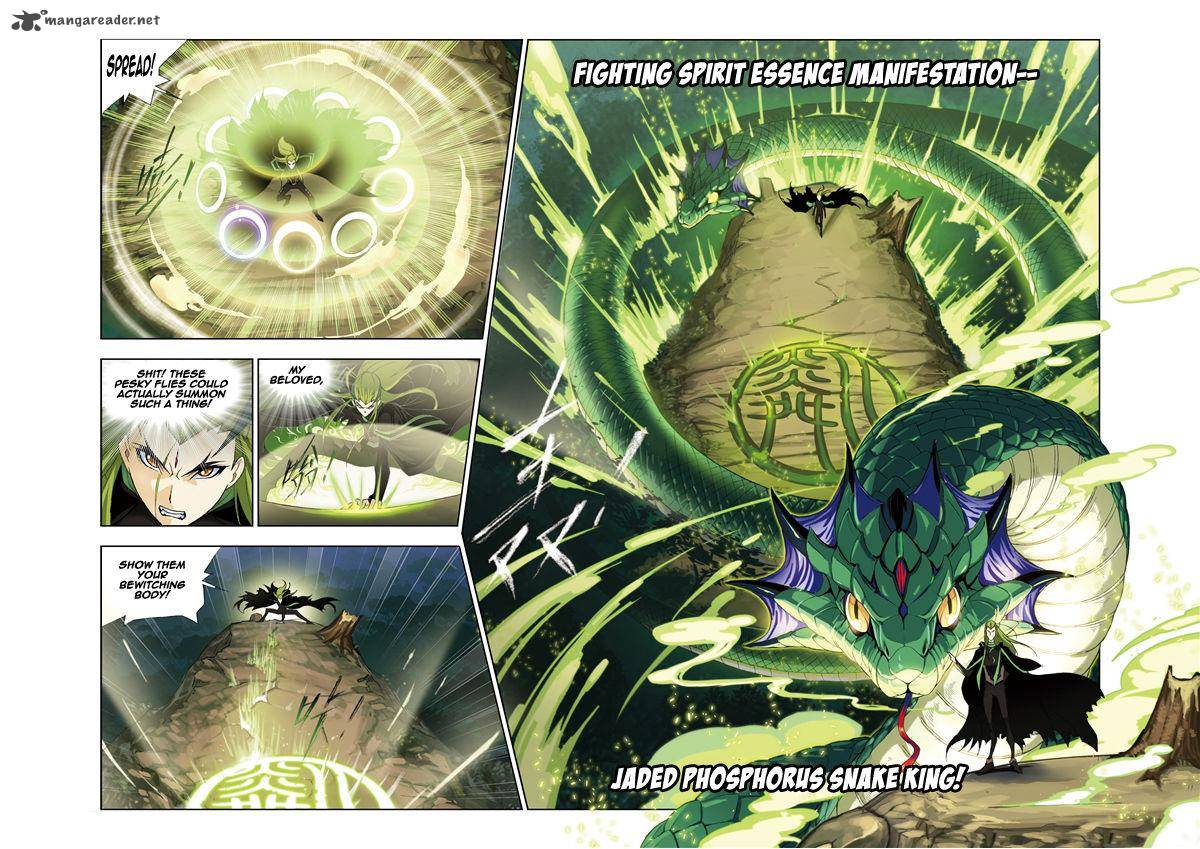 mangareader.net
SPREAD!
SHIT! THESE
PESKY FLIES COULD
ACTUALLY SUMMON
SUCH A THING!
MY
BELOVED,
SHOW THEM
YOUR
BEWITCHING
BODY!
FIGHTING SPIRIT ESSENCE MANIFESTATION--
JADED PHOSPHORUS SNAKE KING!